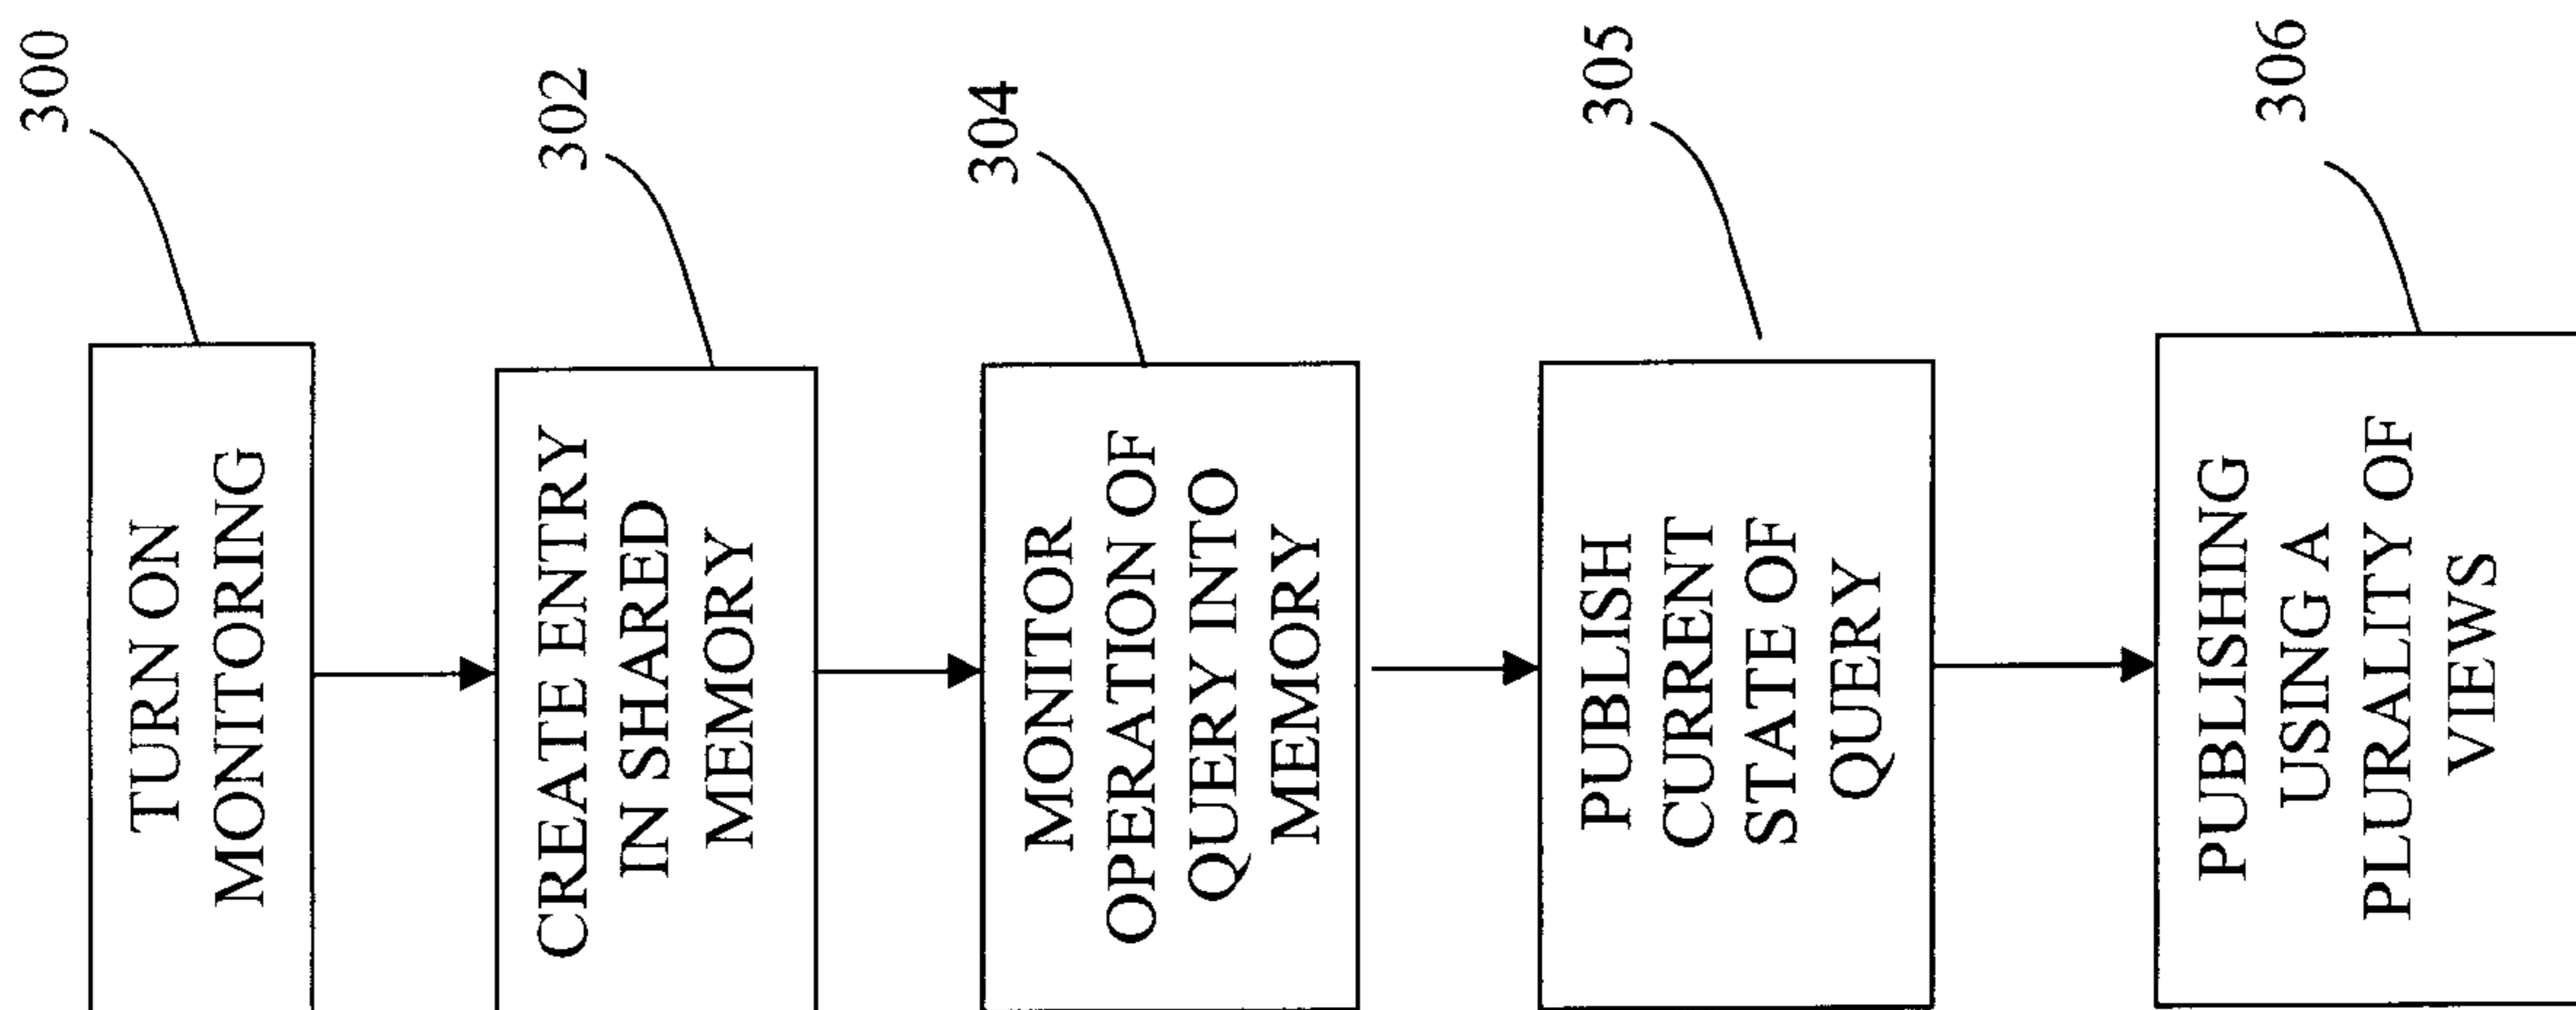 300
TURN ON
MONITORING
302
CREATE ENTRY
IN SHARED
MEMORY
304
MONITOR
OPERATION OF
QUERY INTO
MEMORY
305
PUBLISH
CURRENT
STATE OF
QUERY
306
PUBLISHING
USING A
PLURALITY OF
VIEWS